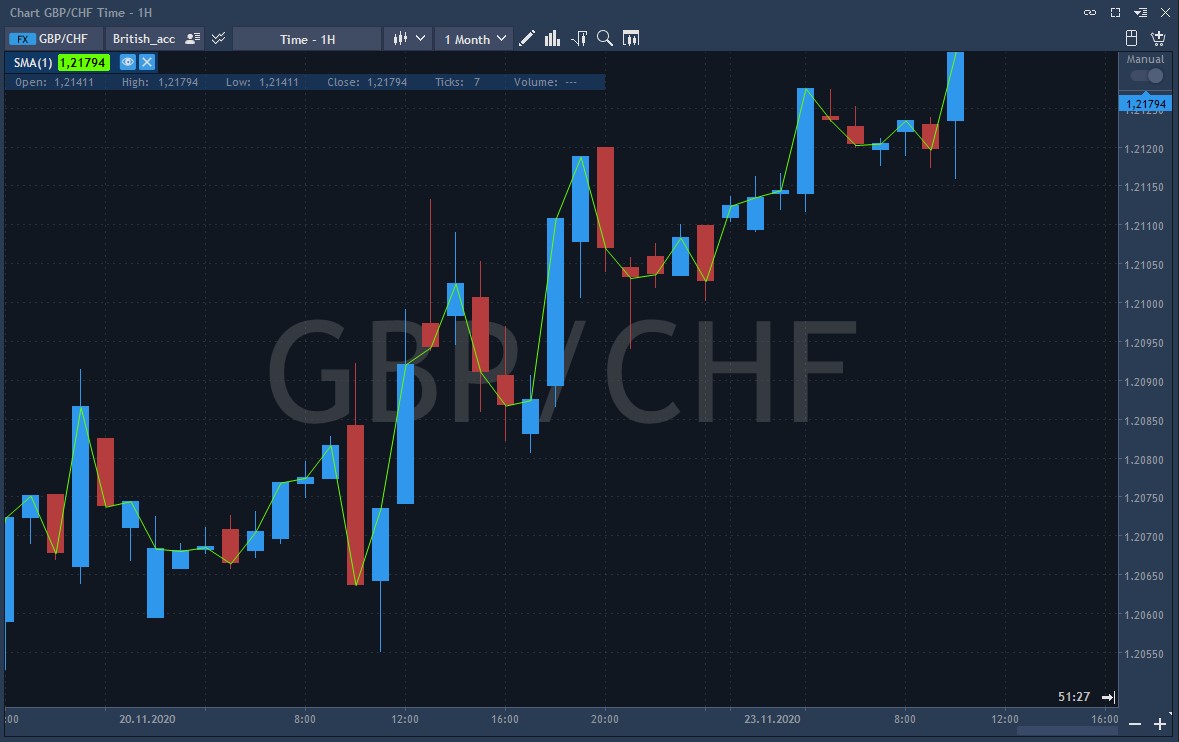 Chart GBP/CHF Time - 1H
FX GBP/CHF British_acc Time - 1H 1 Month
SMA(1) 1,21794
Open: 1,21411 High: 1,21794 Low: 1,21411 Close: 1,21794 Ticks: 7 Volume: ---
Manual
1,21794
1.21200
1.21150
1.21100
1.21050
1.21000
1.20950
GBP/CHF
1.20900
1.20850
1.20800
1.20750
1.20700
1.20650
1.20600
1.20550
51:27
:00 20.11.2020 8:00 12:00 16:00 20:00 23.11.2020 8:00 12:00 16:00